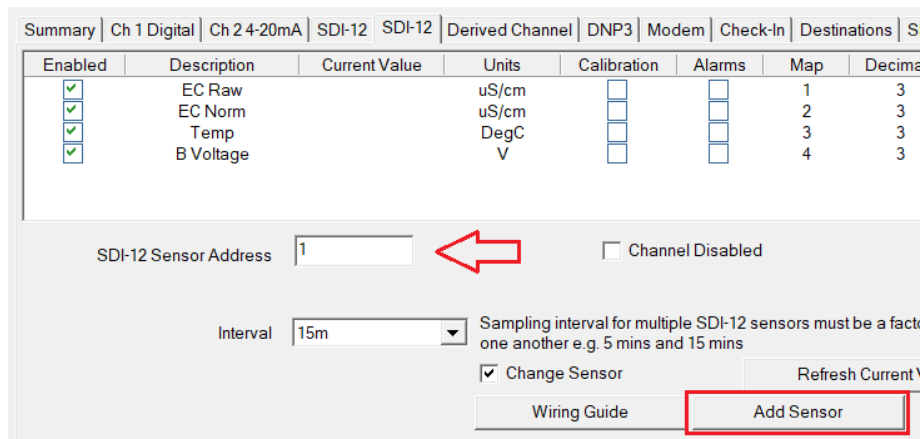 Summary Ch 1 Digital Ch 2 4-20mA SDI-12 SDI-12 Derived Channel DNP3 Modem Check-In Destinations S
Enabled Description Current Value Units Calibration Alarms Map Decima
EC Raw uS/cm 1 3
EC Norm uS/cm 2 3
Temp DegC 3 3
B Voltage V 4 3
SDI-12 Sensor Address 1 Channel Disabled
Interval 15m Sampling interval for multiple SDI-12 sensors must be a facto
one another e.g. 5 mins and 15 mins
Change Sensor Refresh Current V
Wiring Guide Add Sensor